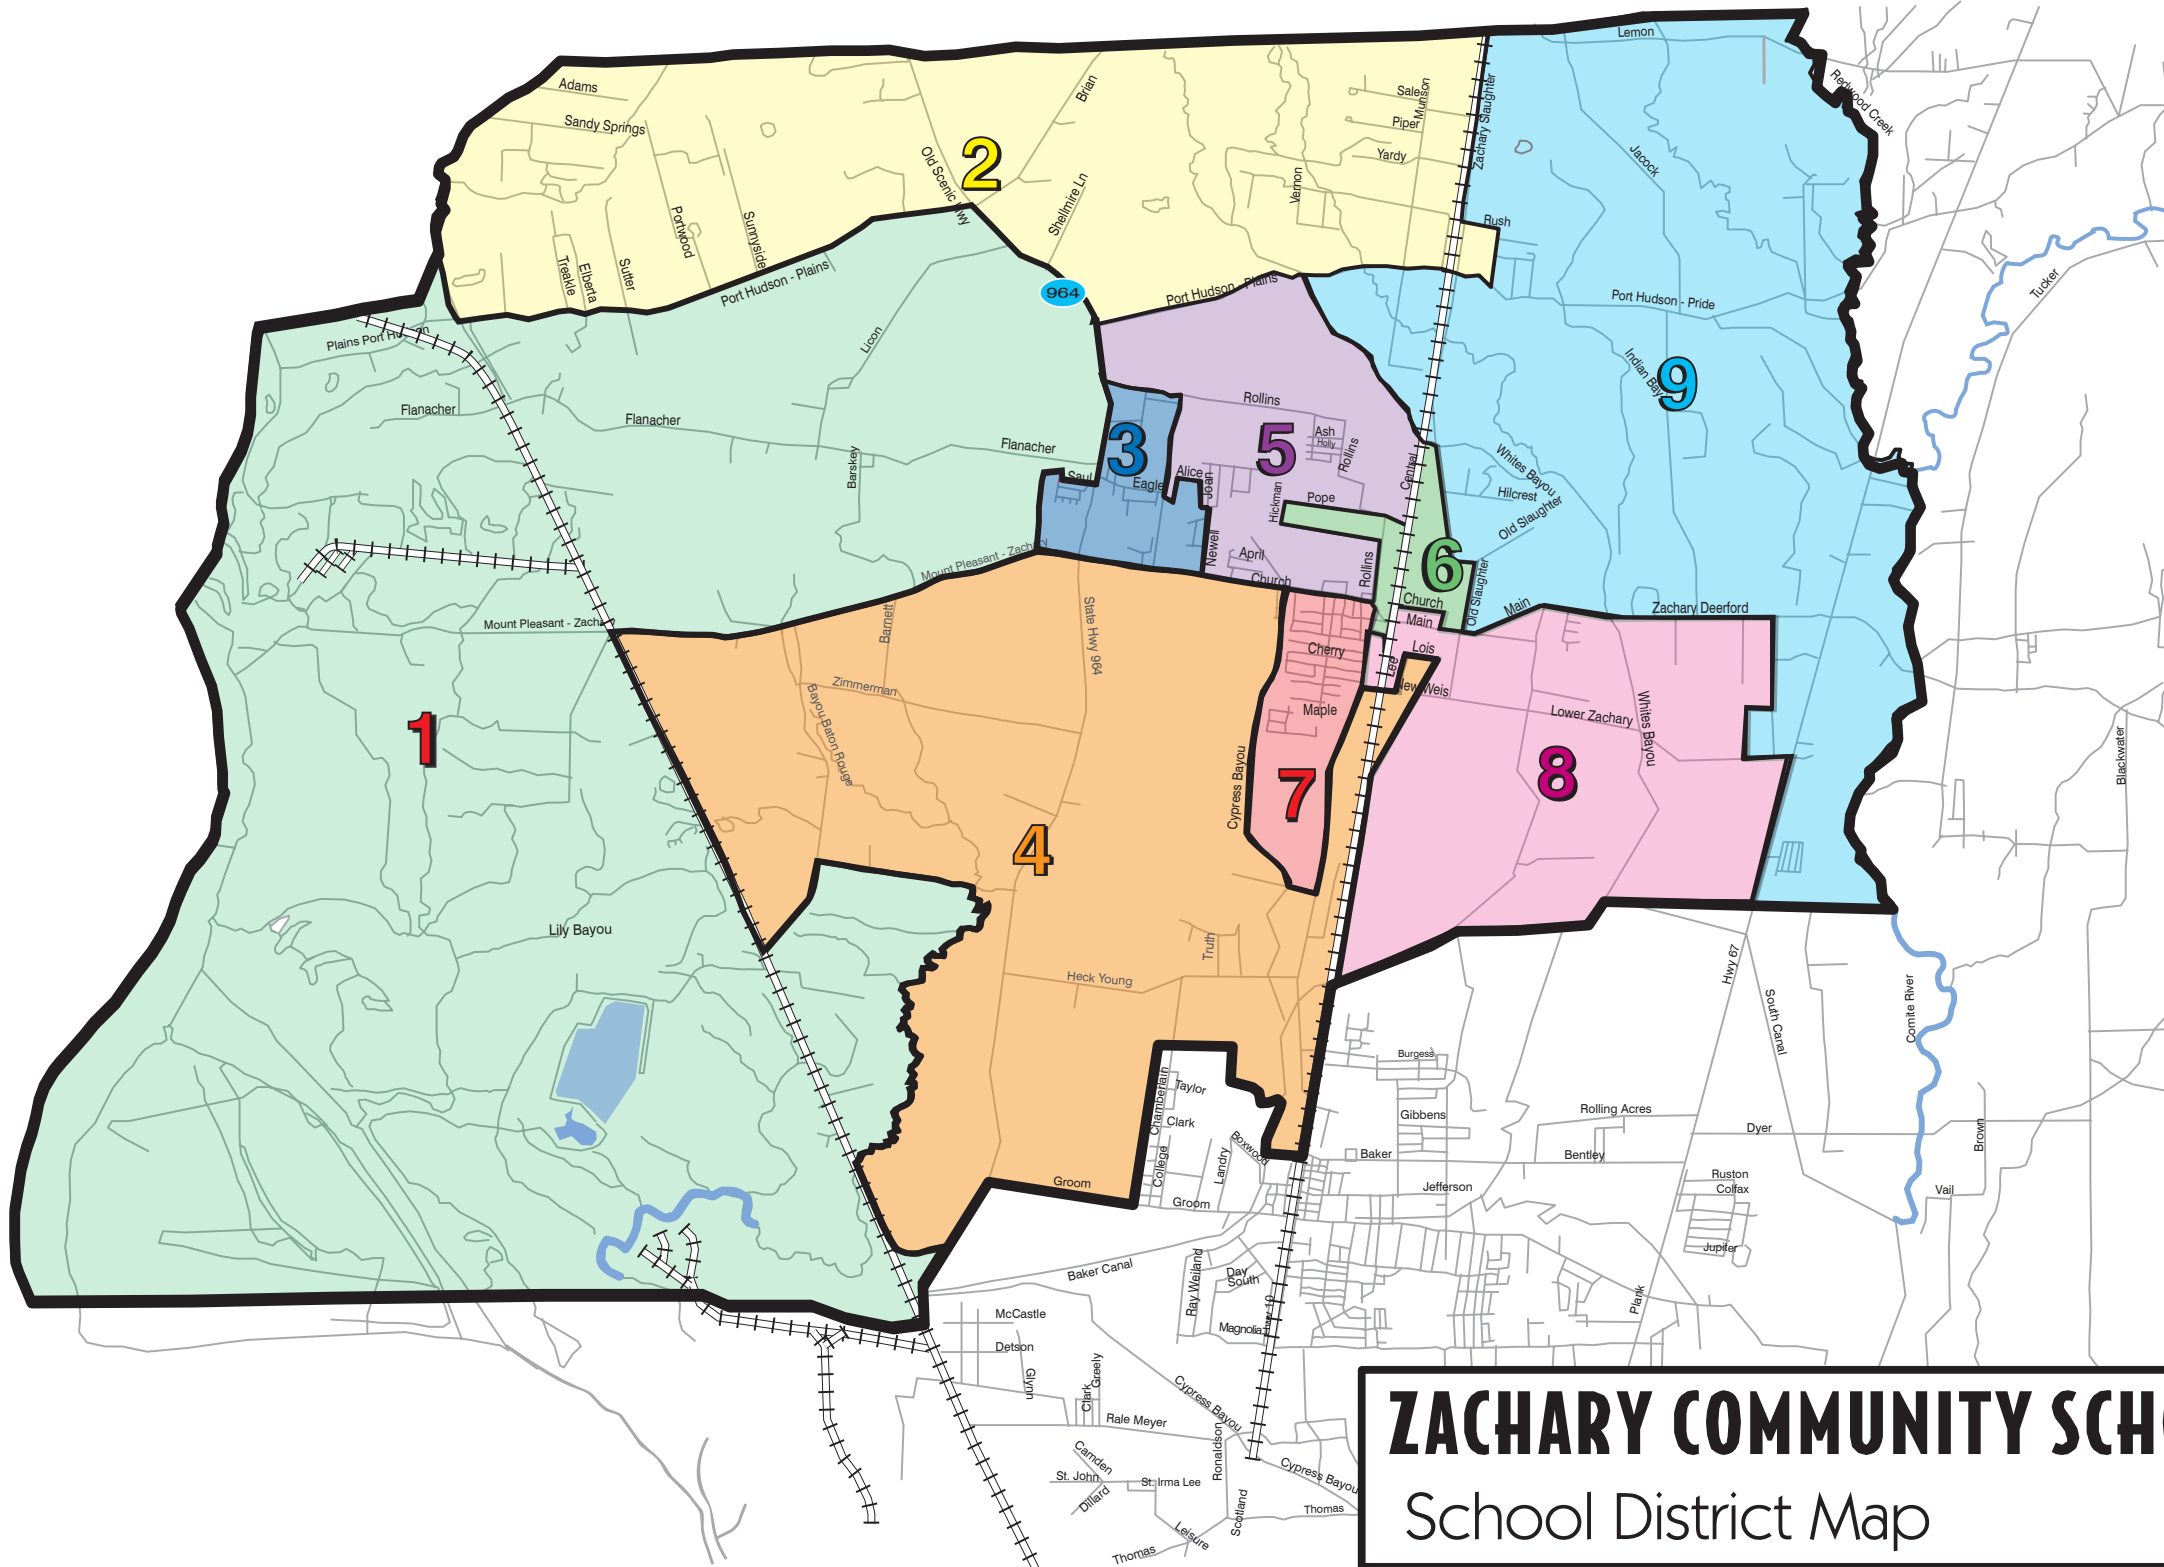 Lemon
Redwood Creek
Adams
Brian
Sale
Munson
Zachary Slaughter
Sandy Springs
Piper
Yardy
Jacock
Old Scenic Hwy
2
Vernon
Shellmire Ln
Portwood
Sunnyside
Rush
Treakle
Elberta
Sutter
Port Hudson - Plains
964
Port Hudson - Plains
Port Hudson - Pride
Tucker
Plains Port Hudson
Licon
Indian Bayou
9
Flanacher
Flanacher
Flanacher
Rollins
Ash
Holly
Rollins
3
5
Central
Barskey
Saul
Eagle
Alice
Joan
Hickman
Pope
Whites Bayou
Hilcrest
Old Slaughter
Newell
April
Rollins
6
Mount Pleasant - Zachary
Church
Church
Old Slaughter
Main
Main
Zachary Deerford
Mount Pleasant - Zachary
Barnett
State Hwy 964
Cherry
Lee
Lois
New Weis
Zimmerman
Bayou Baton Rouge
Maple
Lower Zachary
Whites Bayou
1
Cypress Bayou
7
8
Blackwater
4
Lily Bayou
Truth
Heck Young
Hwy 67
South Canal
Comite River
Burgess
Chamberlain
Taylor
Clark
Gibbens
Rolling Acres
Dyer
Brown
College
Landry
Boxwood
Baker
Bentley
Groom
Groom
Jefferson
Ruston
Colfax
Vail
Jupiter
Baker Canal
Ray Weiland
Day
South
Hwy 19
Plank
McCastle
Magnolia
Detson
Glynn
Clark
Greely
Cypress Bayou
Rale Meyer
Ronaldson
Camden
St. John
Dillard
St. Irma Lee
Cypress Bayou
Scotland
Thomas
Leisure
Thomas
ZACHARY COMMUNITY SCH
School District Map